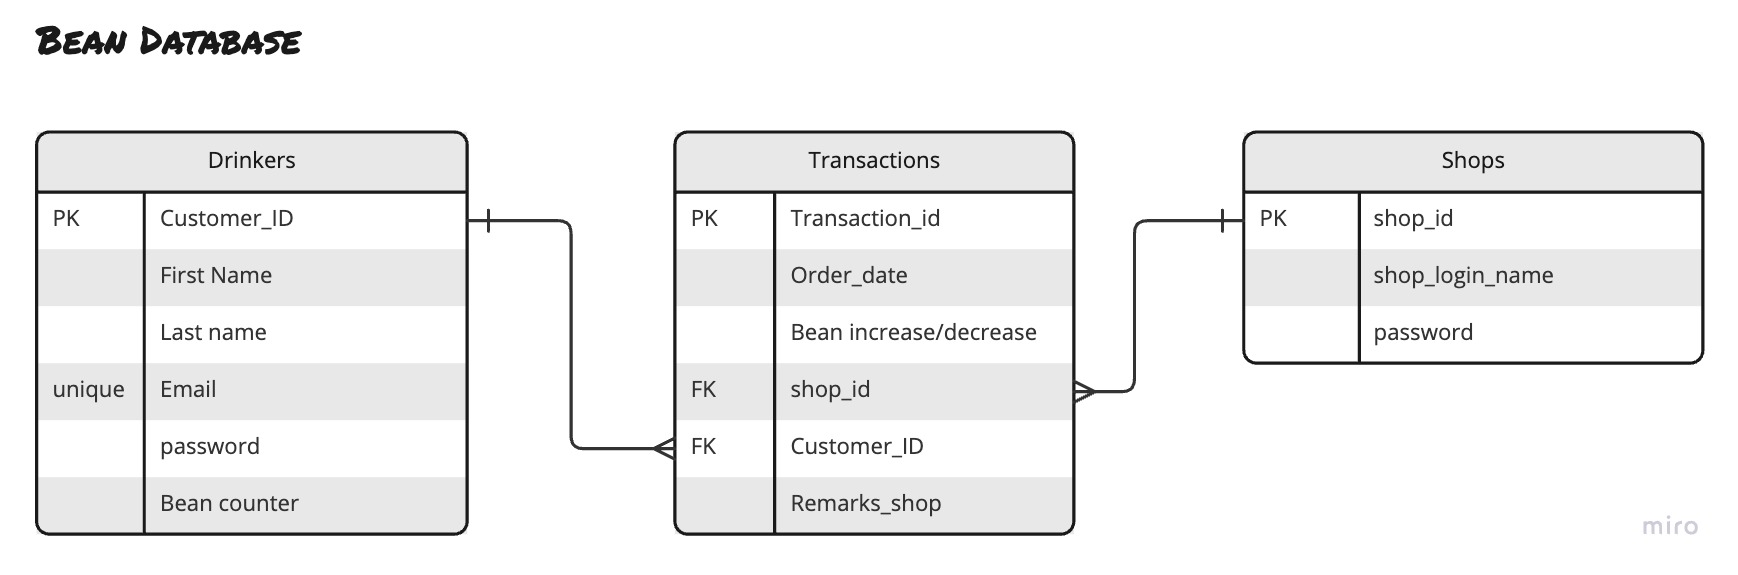 BEAN DATABASE
Drinkers
PK Customer_ID
First Name
Last name
unique Email
password
Bean counter
Transactions
PK Transaction_id
Order_date
Bean increase/decrease
FK shop_id
FK Customer_ID
Remarks_shop
Shops
PK shop_id
shop_login_name
password
miro